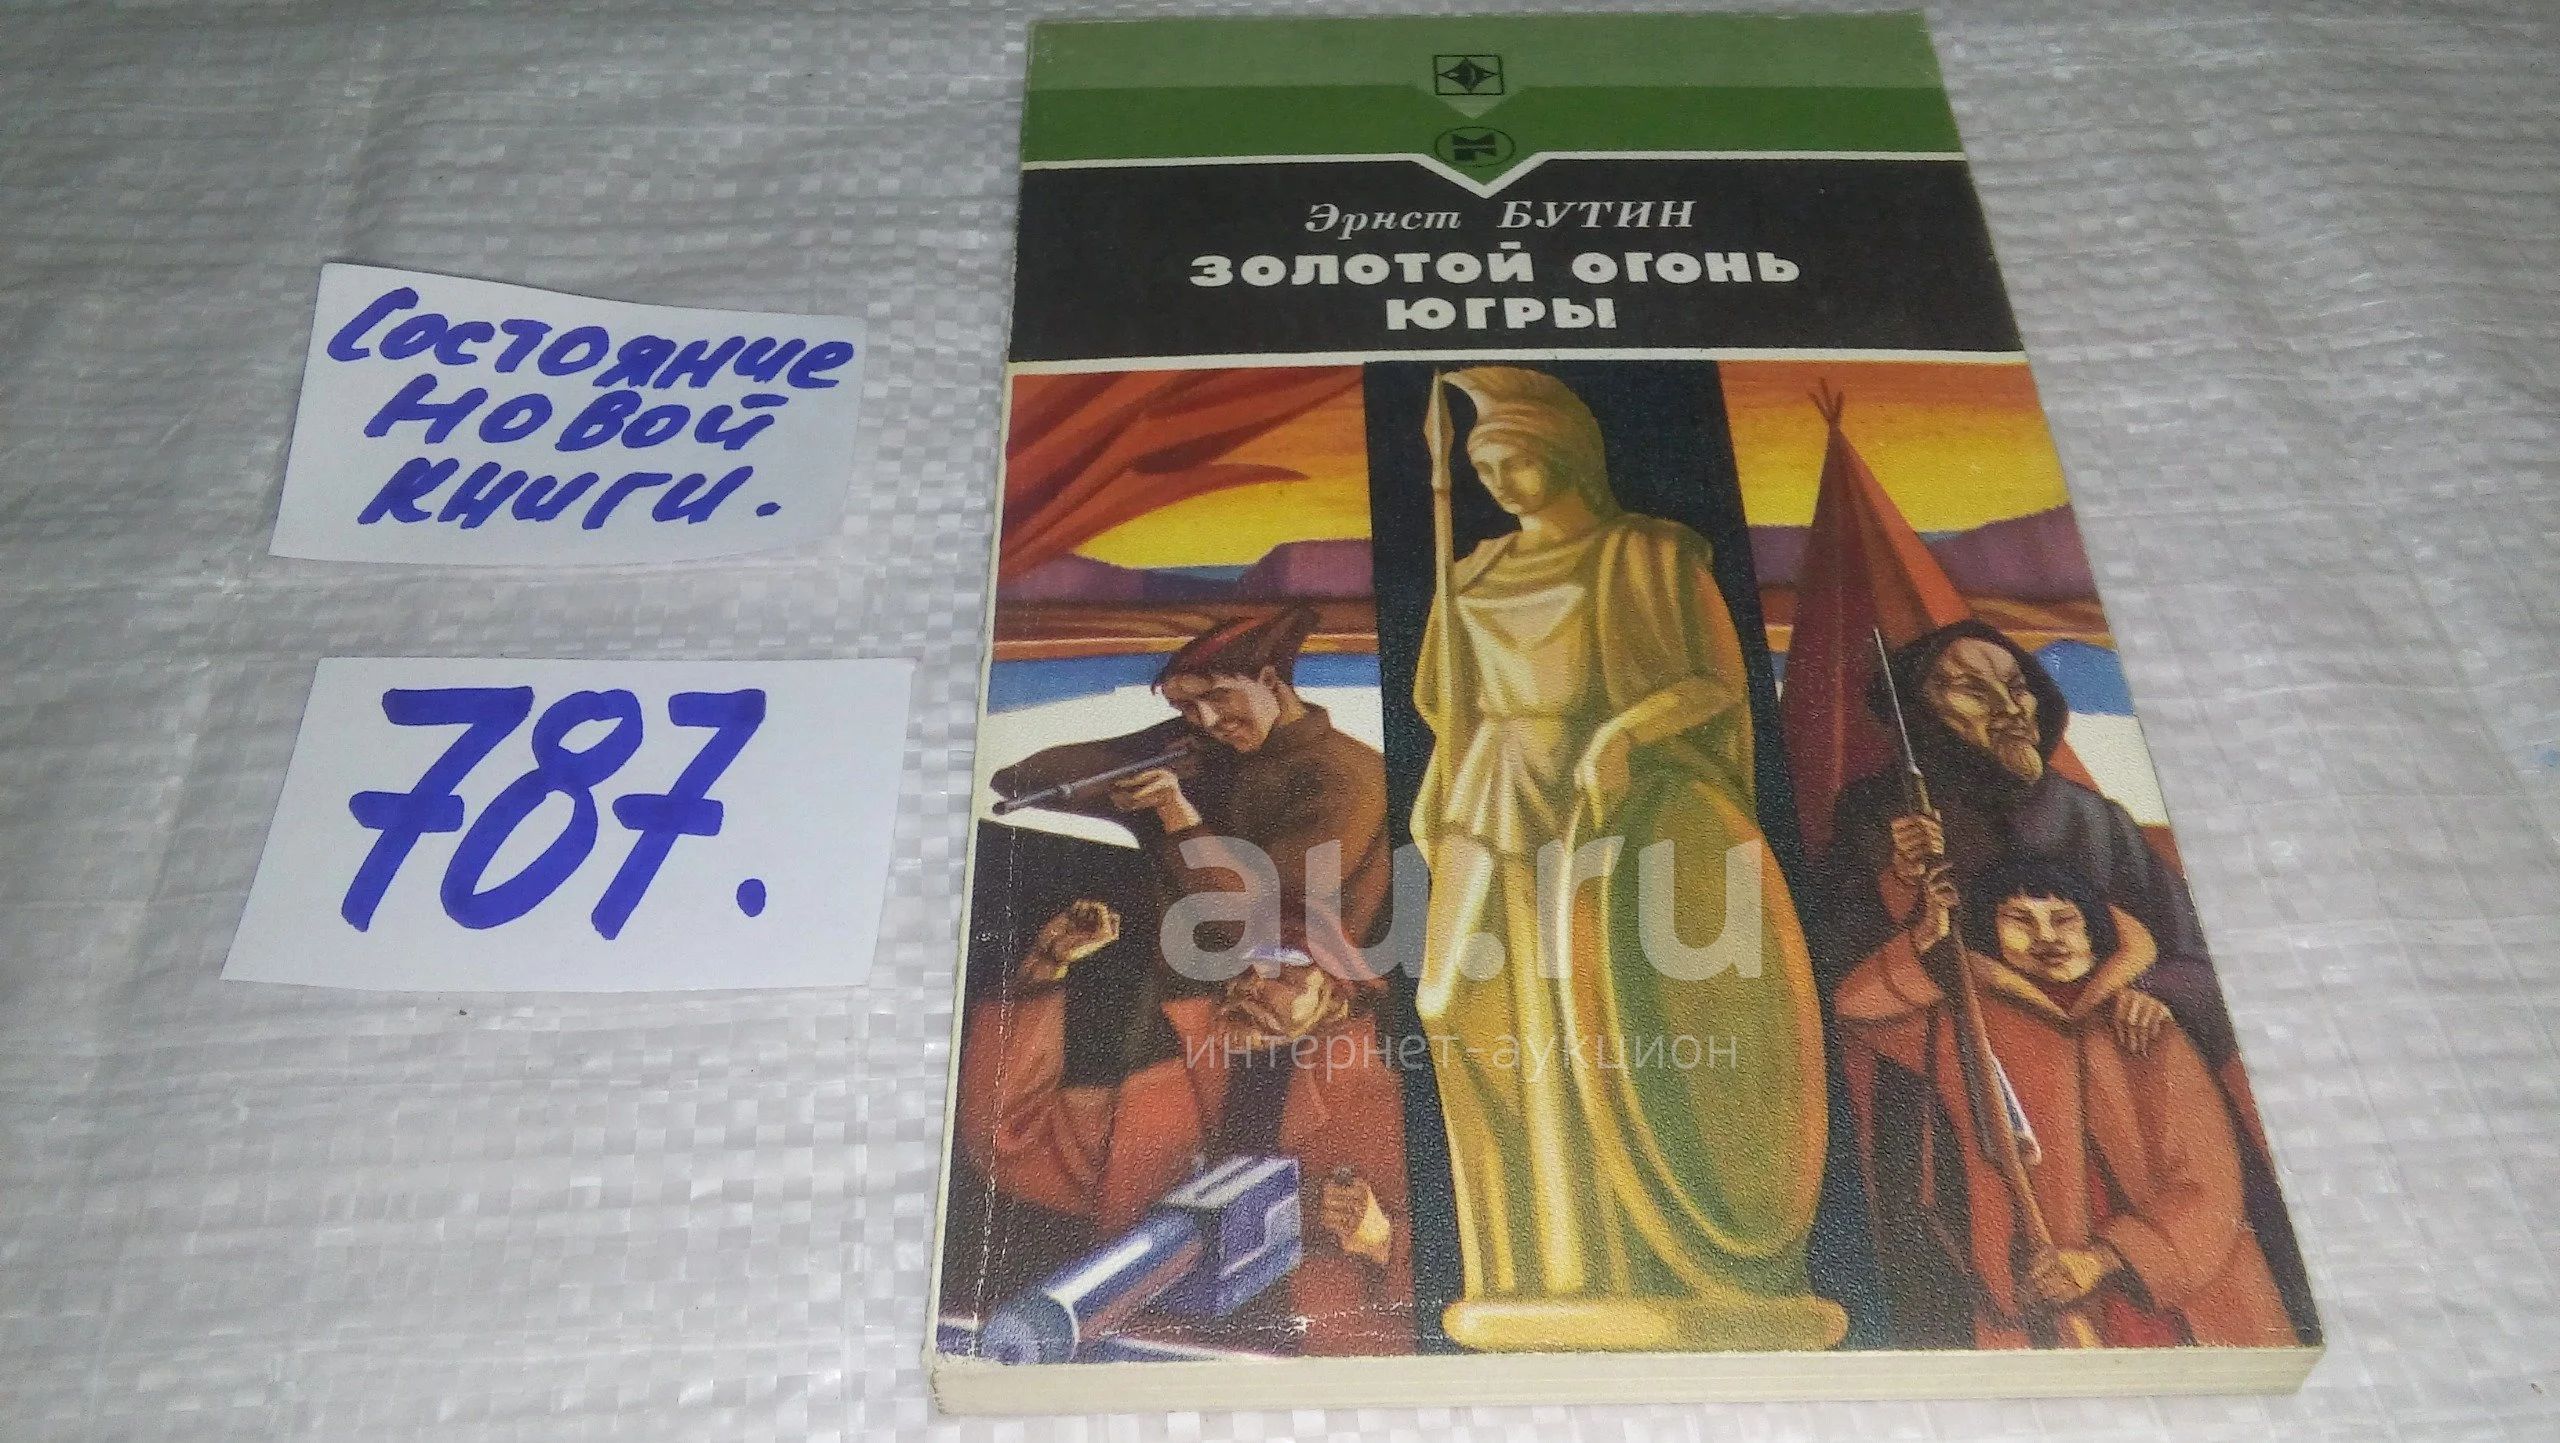 Состояние
новой
книги.
787.
Эрнст БУТИН
ЗОЛОТОЙ ОГОНЬ
ЮГРЫ
au.ru
интернет-аукцион